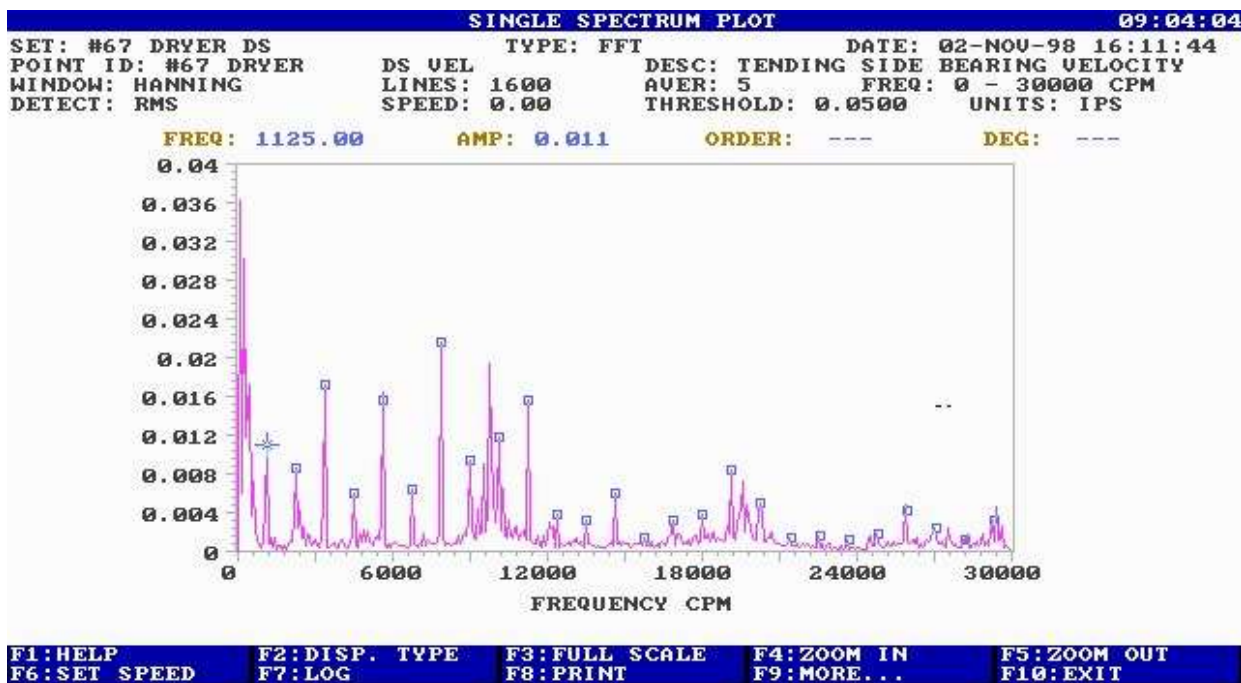 SINGLE SPECTRUM PLOT 09:04:04
SET: #67 DRYER DS TYPE: FFT DATE: 02-NOV-98 16:11:44
POINT ID: #67 DRYER DS VEL DESC: TENDING SIDE BEARING VELOCITY
WINDOW: HANNING LINES: 1600 AVER: 5 FREQ: 0 - 30000 CPM
DETECT: RMS SPEED: 0.00 THRESHOLD: 0.0500 UNITS: IPS
FREQ: 1125.00 AMP: 0.011 ORDER: --- DEG: ---
0.04
0.036
0.032
0.028
0.024
0.02
0.016
--
0.012
0.008
0.004
0
0 6000 12000 18000 24000 30000
FREQUENCY CPM
F1:HELP F2:DISP. TYPE F3:FULL SCALE F4:ZOOM IN F5:ZOOM OUT
F6:SET SPEED F7:LOG F8:PRINT F9:MORE... F10:EXIT